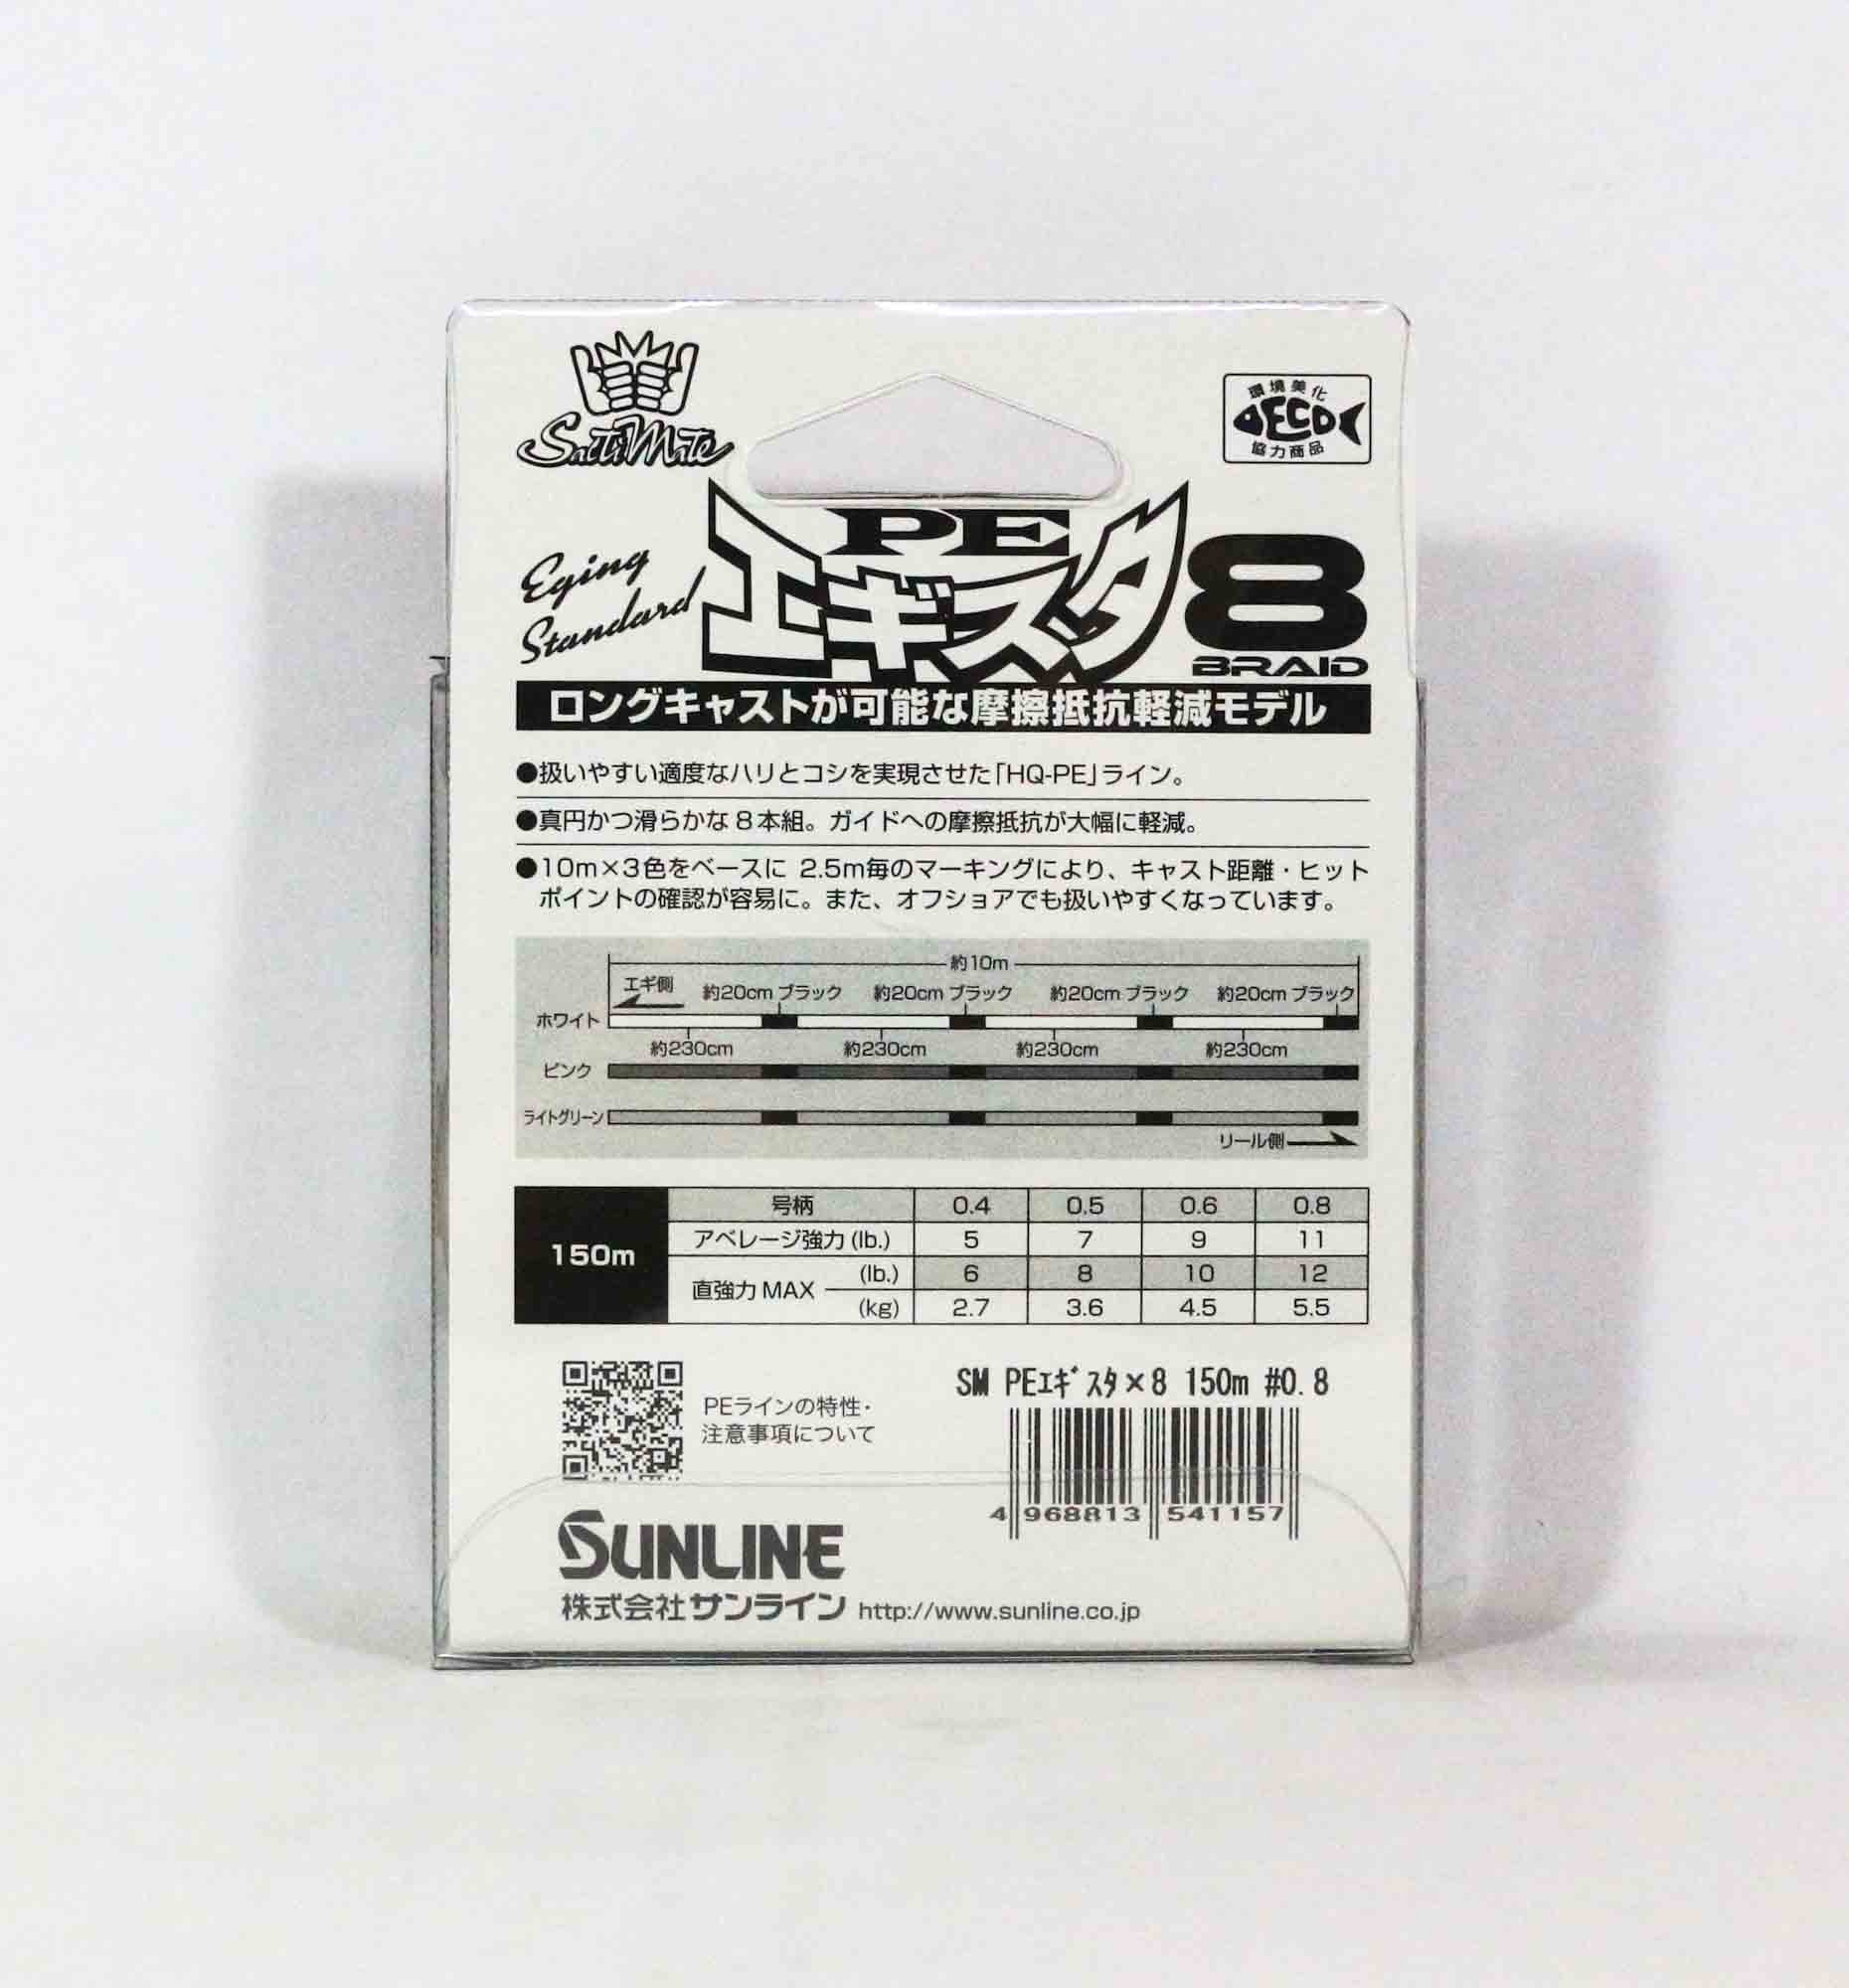 SaltiMate
環境美化
DECO
協力商品
Eging
Standard
PE
エギスタ
8
BRAID
ロングキャストが可能な摩擦抵抗軽減モデル
●扱いやすい適度なハリとコシを実現させた「HQ-PE」ライン。
●真円かつ滑らかな8本組。ガイドへの摩擦抵抗が大幅に軽減。
●10m×3色をベースに 2.5m毎のマーキングにより、キャスト距離・ヒット
ポイントの確認が容易に。また、オフショアでも扱いやすくなっています。
約10m
エギ側 約20cm ブラック 約20cm ブラック 約20cm ブラック 約20cm ブラック
ホワイト
約230cm 約230cm 約230cm 約230cm
ピンク
ライトグリーン
リール側
150m
号柄 0.4 0.5 0.6 0.8
アベレージ強力 (lb.) 5 7 9 11
直強力 MAX (lb.) 6 8 10 12
(kg) 2.7 3.6 4.5 5.5
PEラインの特性・
注意事項について
SM PEｴｷﾞｽﾀ×8 150m #0.8
4 968813 541157
SUNLINE
株式会社サンライン http://www.sunline.co.jp